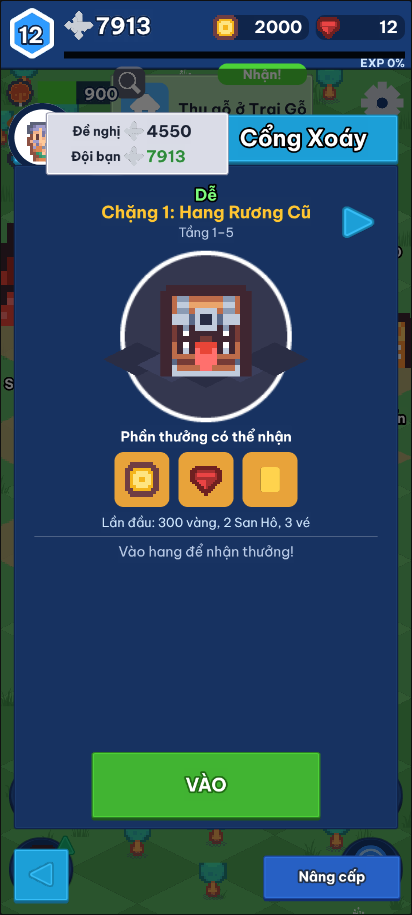 12
7913
2000
12
EXP 0%
Nhận!
900
Thu gỗ ở Trại Gỗ
Đề nghị 4550
Đội bạn 7913
Cổng Xoáy
Dễ
Chặng 1: Hang Rương Cũ
Tầng 1-5
Phần thưởng có thể nhận
Lần đầu: 300 vàng, 2 San Hô, 3 vé
Vào hang để nhận thưởng!
VÀO
Nâng cấp